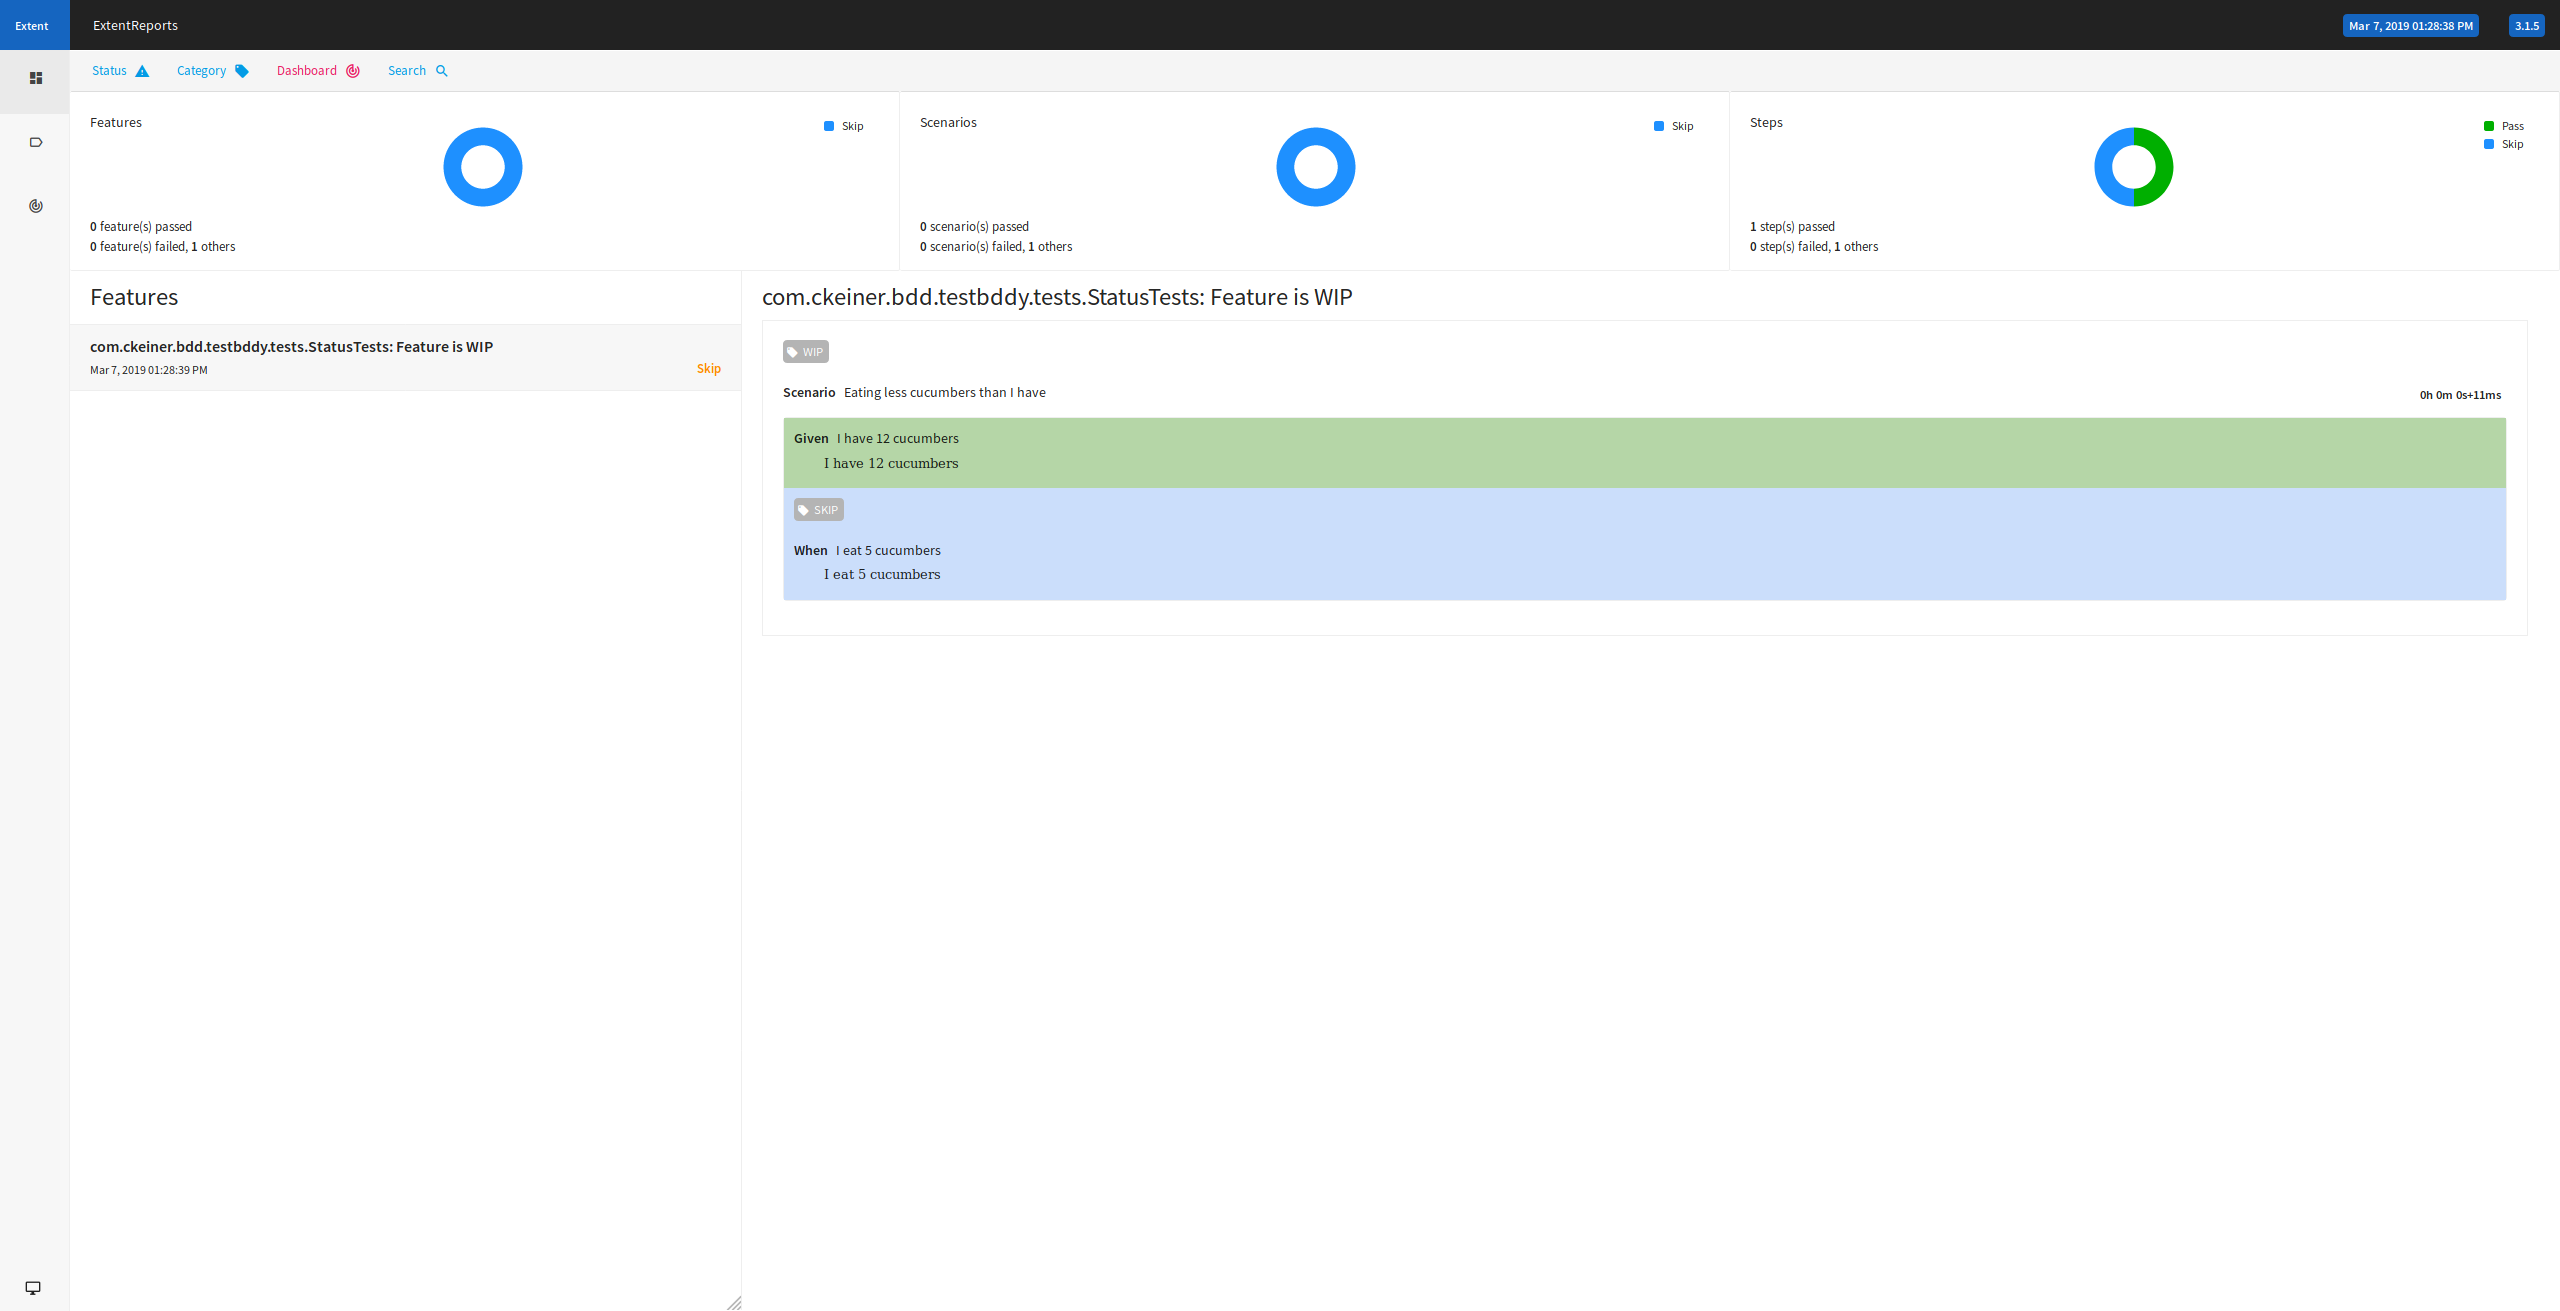 Extent ExtentReports Mar 7, 2019 01:28:38 PM 3.1.5
Status Category Dashboard Search
Features
Skip
0 feature(s) passed
0 feature(s) failed, 1 others
Scenarios
Skip
0 scenario(s) passed
0 scenario(s) failed, 1 others
Steps
Pass
Skip
1 step(s) passed
0 step(s) failed, 1 others
Features
com.ckeiner.bdd.testbddy.tests.StatusTests: Feature is WIP
Mar 7, 2019 01:28:39 PM
Skip
com.ckeiner.bdd.testbddy.tests.StatusTests: Feature is WIP
WIP
Scenario Eating less cucumbers than I have 0h 0m 0s+11ms
Given I have 12 cucumbers
I have 12 cucumbers
SKIP
When I eat 5 cucumbers
I eat 5 cucumbers